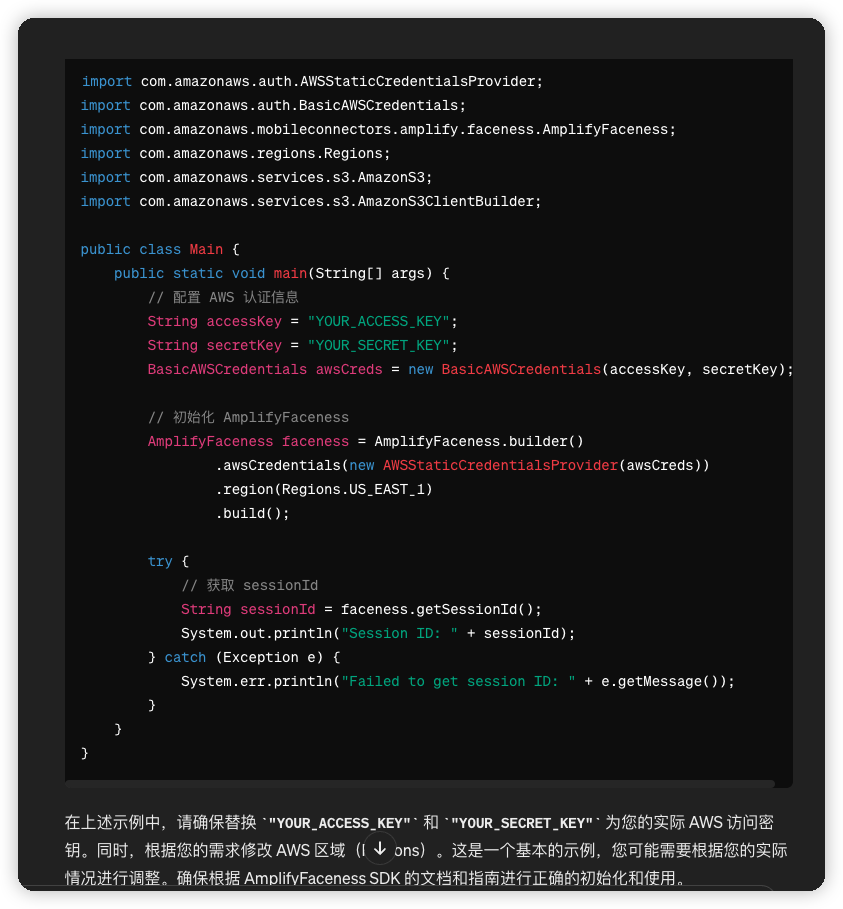 import com.amazonaws.auth.AWSStaticCredentialsProvider;
import com.amazonaws.auth.BasicAWSCredentials;
import com.amazonaws.mobileconnectors.amplify.faceness.AmplifyFaceness;
import com.amazonaws.regions.Regions;
import com.amazonaws.services.s3.AmazonS3;
import com.amazonaws.services.s3.AmazonS3ClientBuilder;

public class Main {
    public static void main(String[] args) {
        // 配置 AWS 认证信息
        String accessKey = "YOUR_ACCESS_KEY";
        String secretKey = "YOUR_SECRET_KEY";
        BasicAWSCredentials awsCreds = new BasicAWSCredentials(accessKey, secretKey);

        // 初始化 AmplifyFaceness
        AmplifyFaceness faceness = AmplifyFaceness.builder()
                .awsCredentials(new AWSStaticCredentialsProvider(awsCreds))
                .region(Regions.US_EAST_1)
                .build();

        try {
            // 获取 sessionId
            String sessionId = faceness.getSessionId();
            System.out.println("Session ID: " + sessionId);
        } catch (Exception e) {
            System.err.println("Failed to get session ID: " + e.getMessage());
        }
    }
}
在上述示例中，请确保替换 `"YOUR_ACCESS_KEY"` 和 `"YOUR_SECRET_KEY"` 为您的实际 AWS 访问密
钥。同时，根据您的需求修改 AWS 区域（ ons）。这是一个基本的示例，您可能需要根据您的实际
情况进行调整。确保根据 AmplifyFaceness SDK 的文档和指南进行正确的初始化和使用。